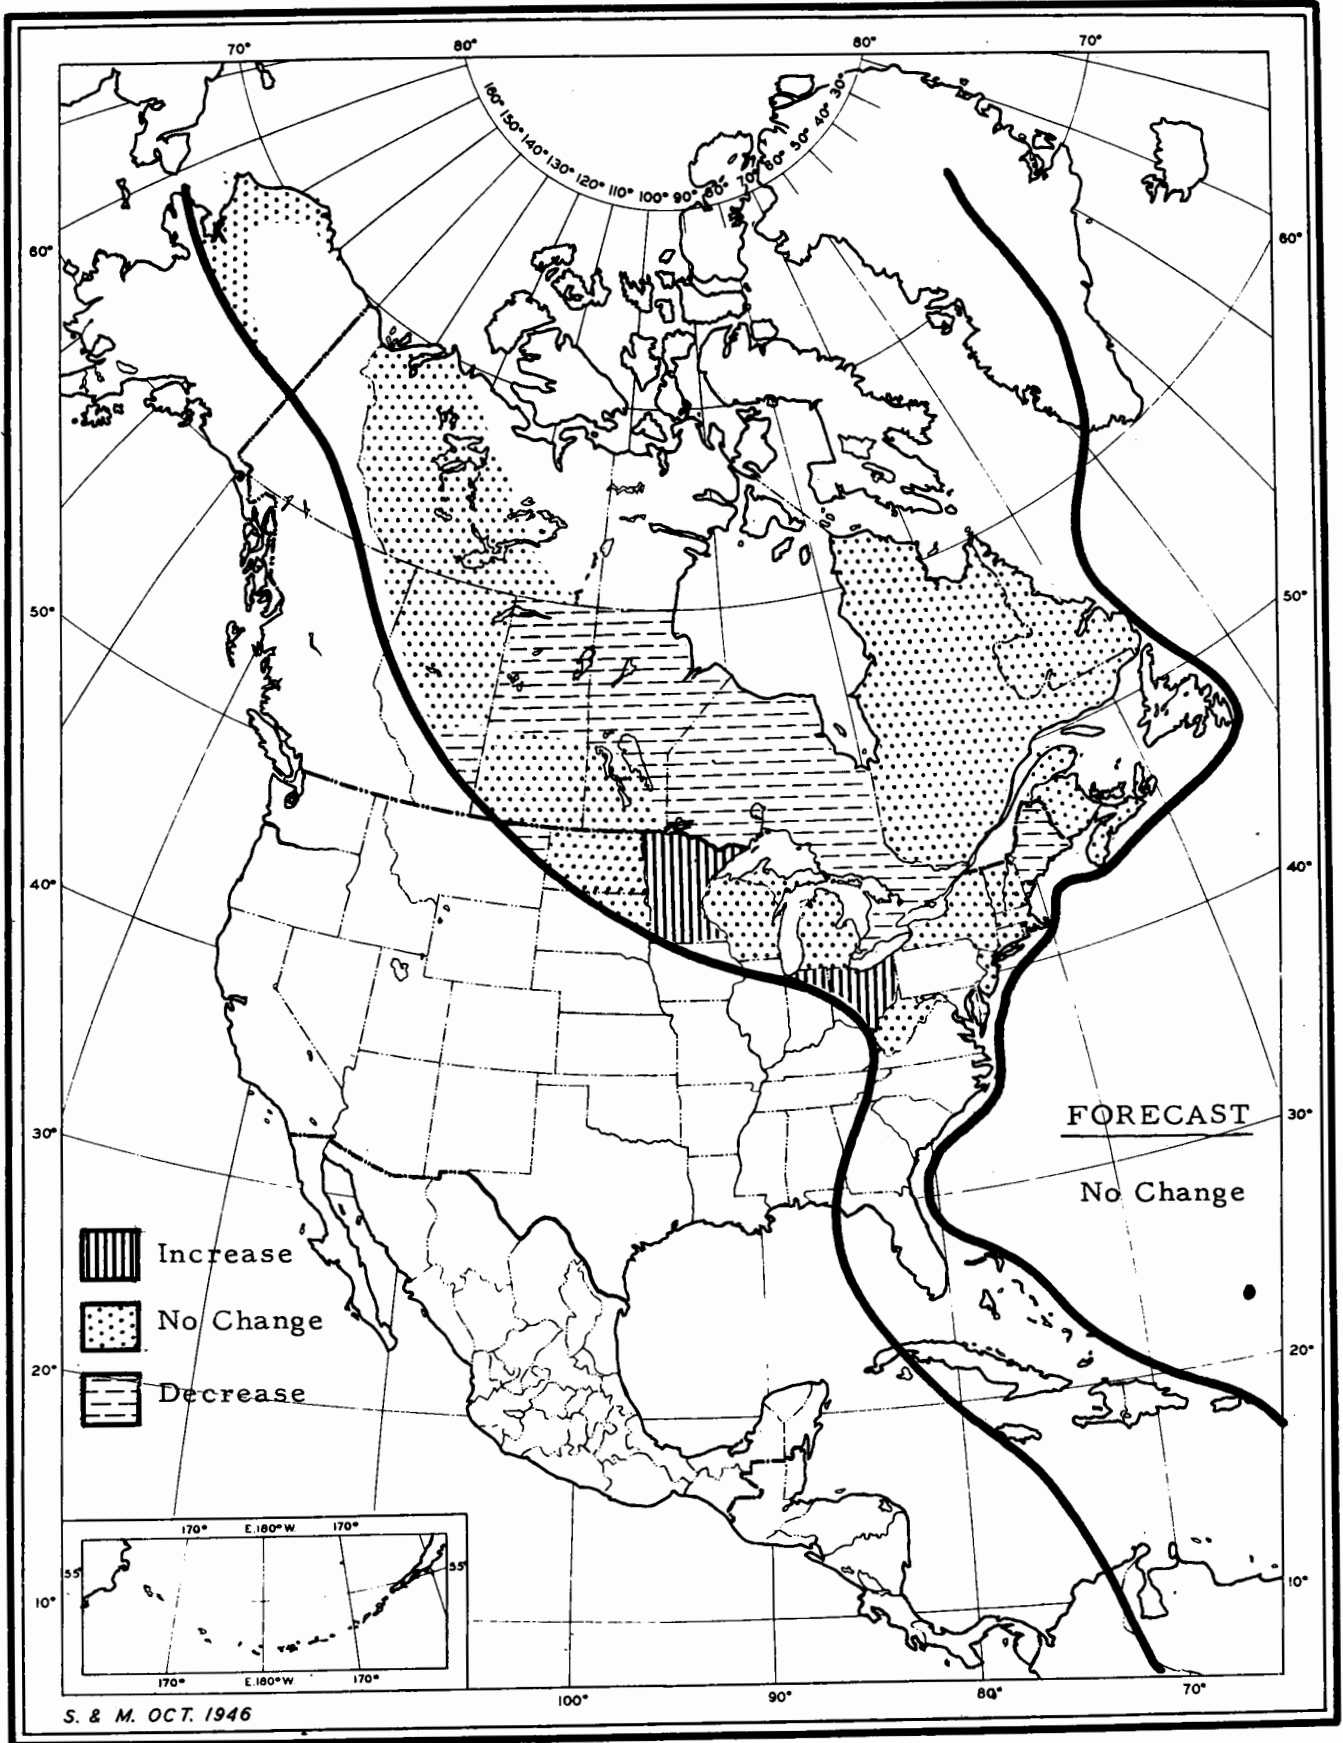 70° 80° 80° 70°
160° 150° 140° 130° 120° 110° 100° 90° 80° 70° 60° 50° 40° 30°
60° 60°
50° 50°
40° 40°
30° 30°
FORECAST
No Change
Increase
No Change
Decrease
20° 20°
170° E.180° W. 170°
55° 55°
10° 10°
170° E.180° W. 170°
100° 90° 80° 70°
S. & M. OCT. 1946